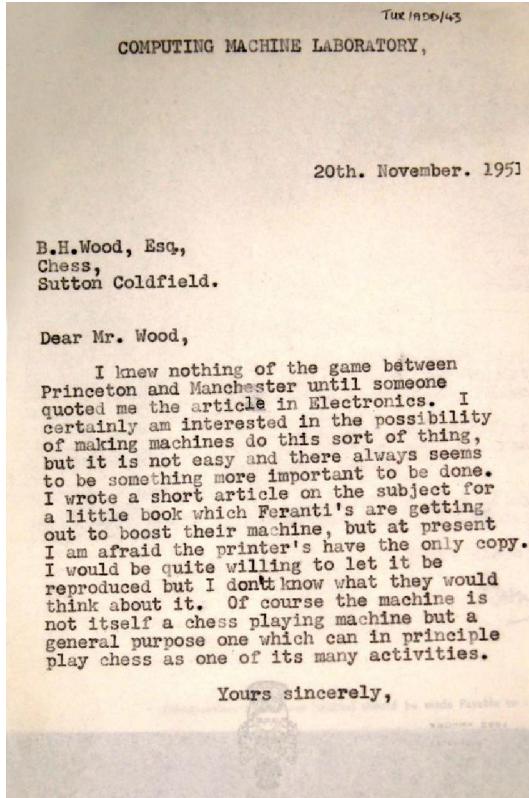 TUR/ADD/43
COMPUTING MACHINE LABORATORY,
20th. November. 1951
B.H.Wood, Esq.,
Chess,
Sutton Coldfield.
Dear Mr. Wood,
I knew nothing of the game between
Princeton and Manchester until someone
quoted me the article in Electronics. I
certainly am interested in the possibility
of making machines do this sort of thing,
but it is not easy and there always seems
to be something more important to be done.
I wrote a short article on the subject for
a little book which Feranti's are getting
out to boost their machine, but at present
I am afraid the printer's have the only copy.
I would be quite willing to let it be
reproduced but I don't know what they would
think about it. Of course the machine is
not itself a chess playing machine but a
general purpose one which can in principle
play chess as one of its many activities.
Yours sincerely,
be made Payable to